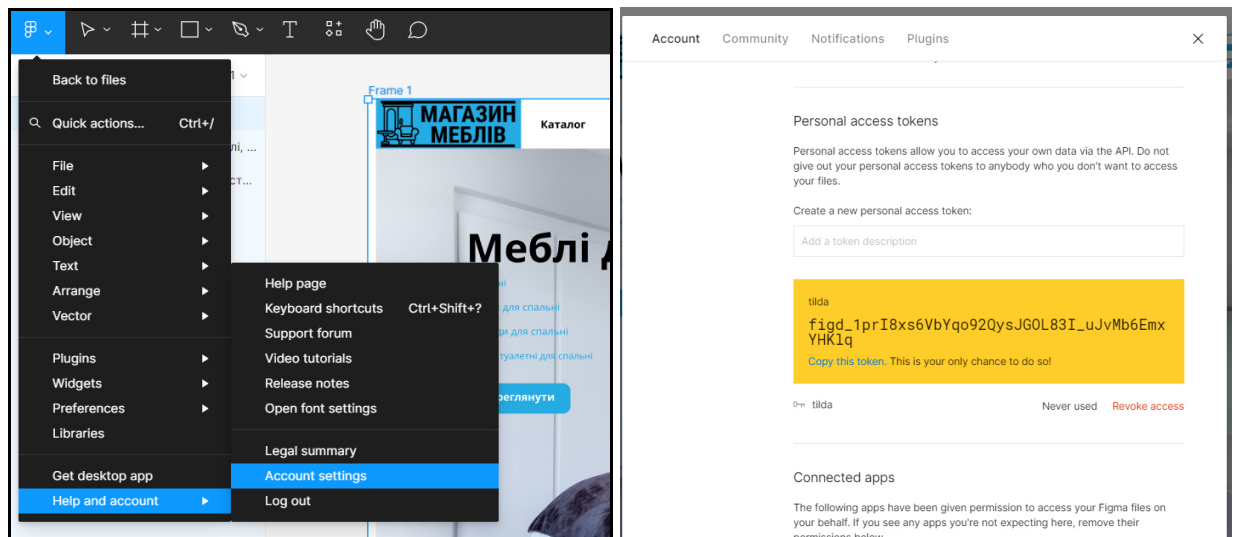 Back to files
Quick actions... Ctrl+/
File
Edit
View
Object
Text
Arrange
Vector
Plugins
Widgets
Preferences
Libraries
Get desktop app
Help and account
Help page
Keyboard shortcuts Ctrl+Shift+?
Support forum
Video tutorials
Release notes
Open font settings
Legal summary
Account settings
Log out
Frame 1
МАГАЗИН
МЕБЛІВ
Каталог
Меблі
для спальні
для спальні
туалетні для спальні
Account Community Notifications Plugins
Personal access tokens
Personal access tokens allow you to access your own data via the API. Do not
give out your personal access tokens to anybody who you don't want to access
your files.
Create a new personal access token:
Add a token description
tilda
figd_1prI8xs6VbYqo92QysJGOL83I_uJvMb6Emx
YHKlq
Copy this token. This is your only chance to do so!
tilda Never used Revoke access
Connected apps
The following apps have been given permission to access your Figma files on
your behalf. If you see any apps you're not expecting here, remove their
permissions below.